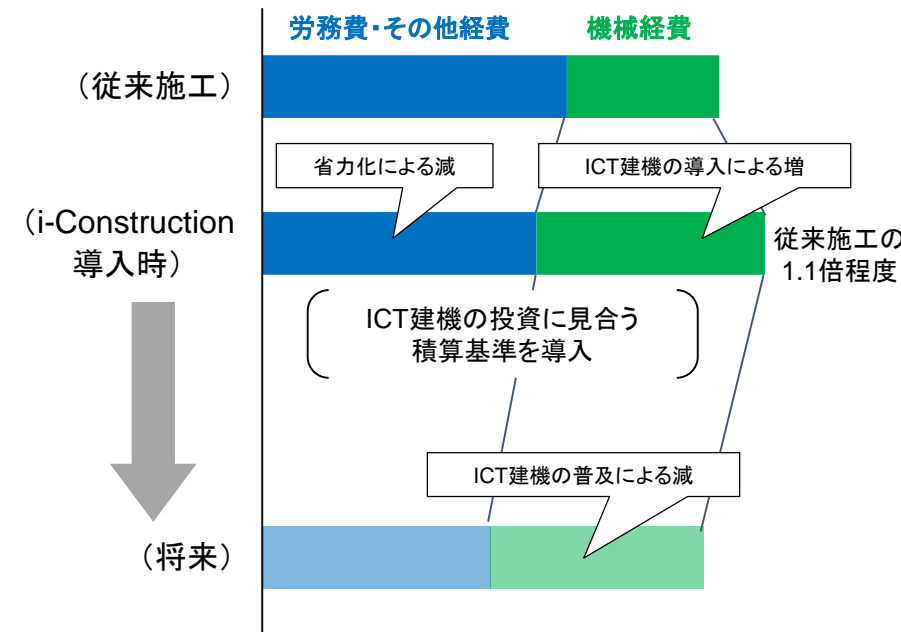 労務費・その他経費
機械経費
（従来施工）
省力化による減
ICT建機の導入による増
（i-Construction
導入時）
従来施工の
1.1倍程度
ICT建機の投資に見合う
積算基準を導入
ICT建機の普及による減
（将来）